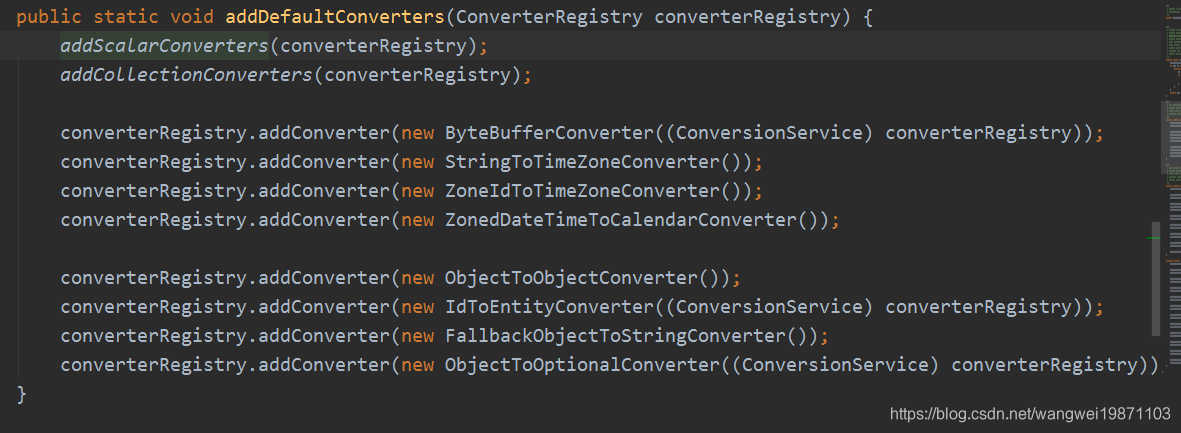 public static void addDefaultConverters(ConverterRegistry converterRegistry) {
addScalarConverters(converterRegistry);
addCollectionConverters(converterRegistry);
converterRegistry.addConverter(new ByteBufferConverter((ConversionService) converterRegistry));
converterRegistry.addConverter(new StringToTimeZoneConverter());
converterRegistry.addConverter(new ZoneIdToTimeZoneConverter());
converterRegistry.addConverter(new ZonedDateTimeToCalendarConverter());
converterRegistry.addConverter(new ObjectToObjectConverter());
converterRegistry.addConverter(new IdToEntityConverter((ConversionService) converterRegistry));
converterRegistry.addConverter(new FallbackObjectToStringConverter());
converterRegistry.addConverter(new ObjectToOptionalConverter((ConversionService) converterRegistry))
}
https://blog.csdn.net/wangwei19871103